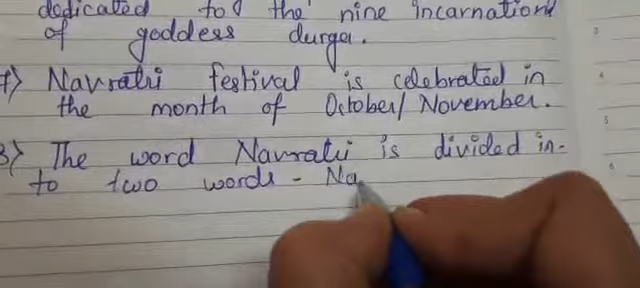 dedicated to the nine incarnations
of goddess durga.
7) Navratri festival is celebrated in
the month of October/November.
8) The word Navratri is divided in-
to two words - Na